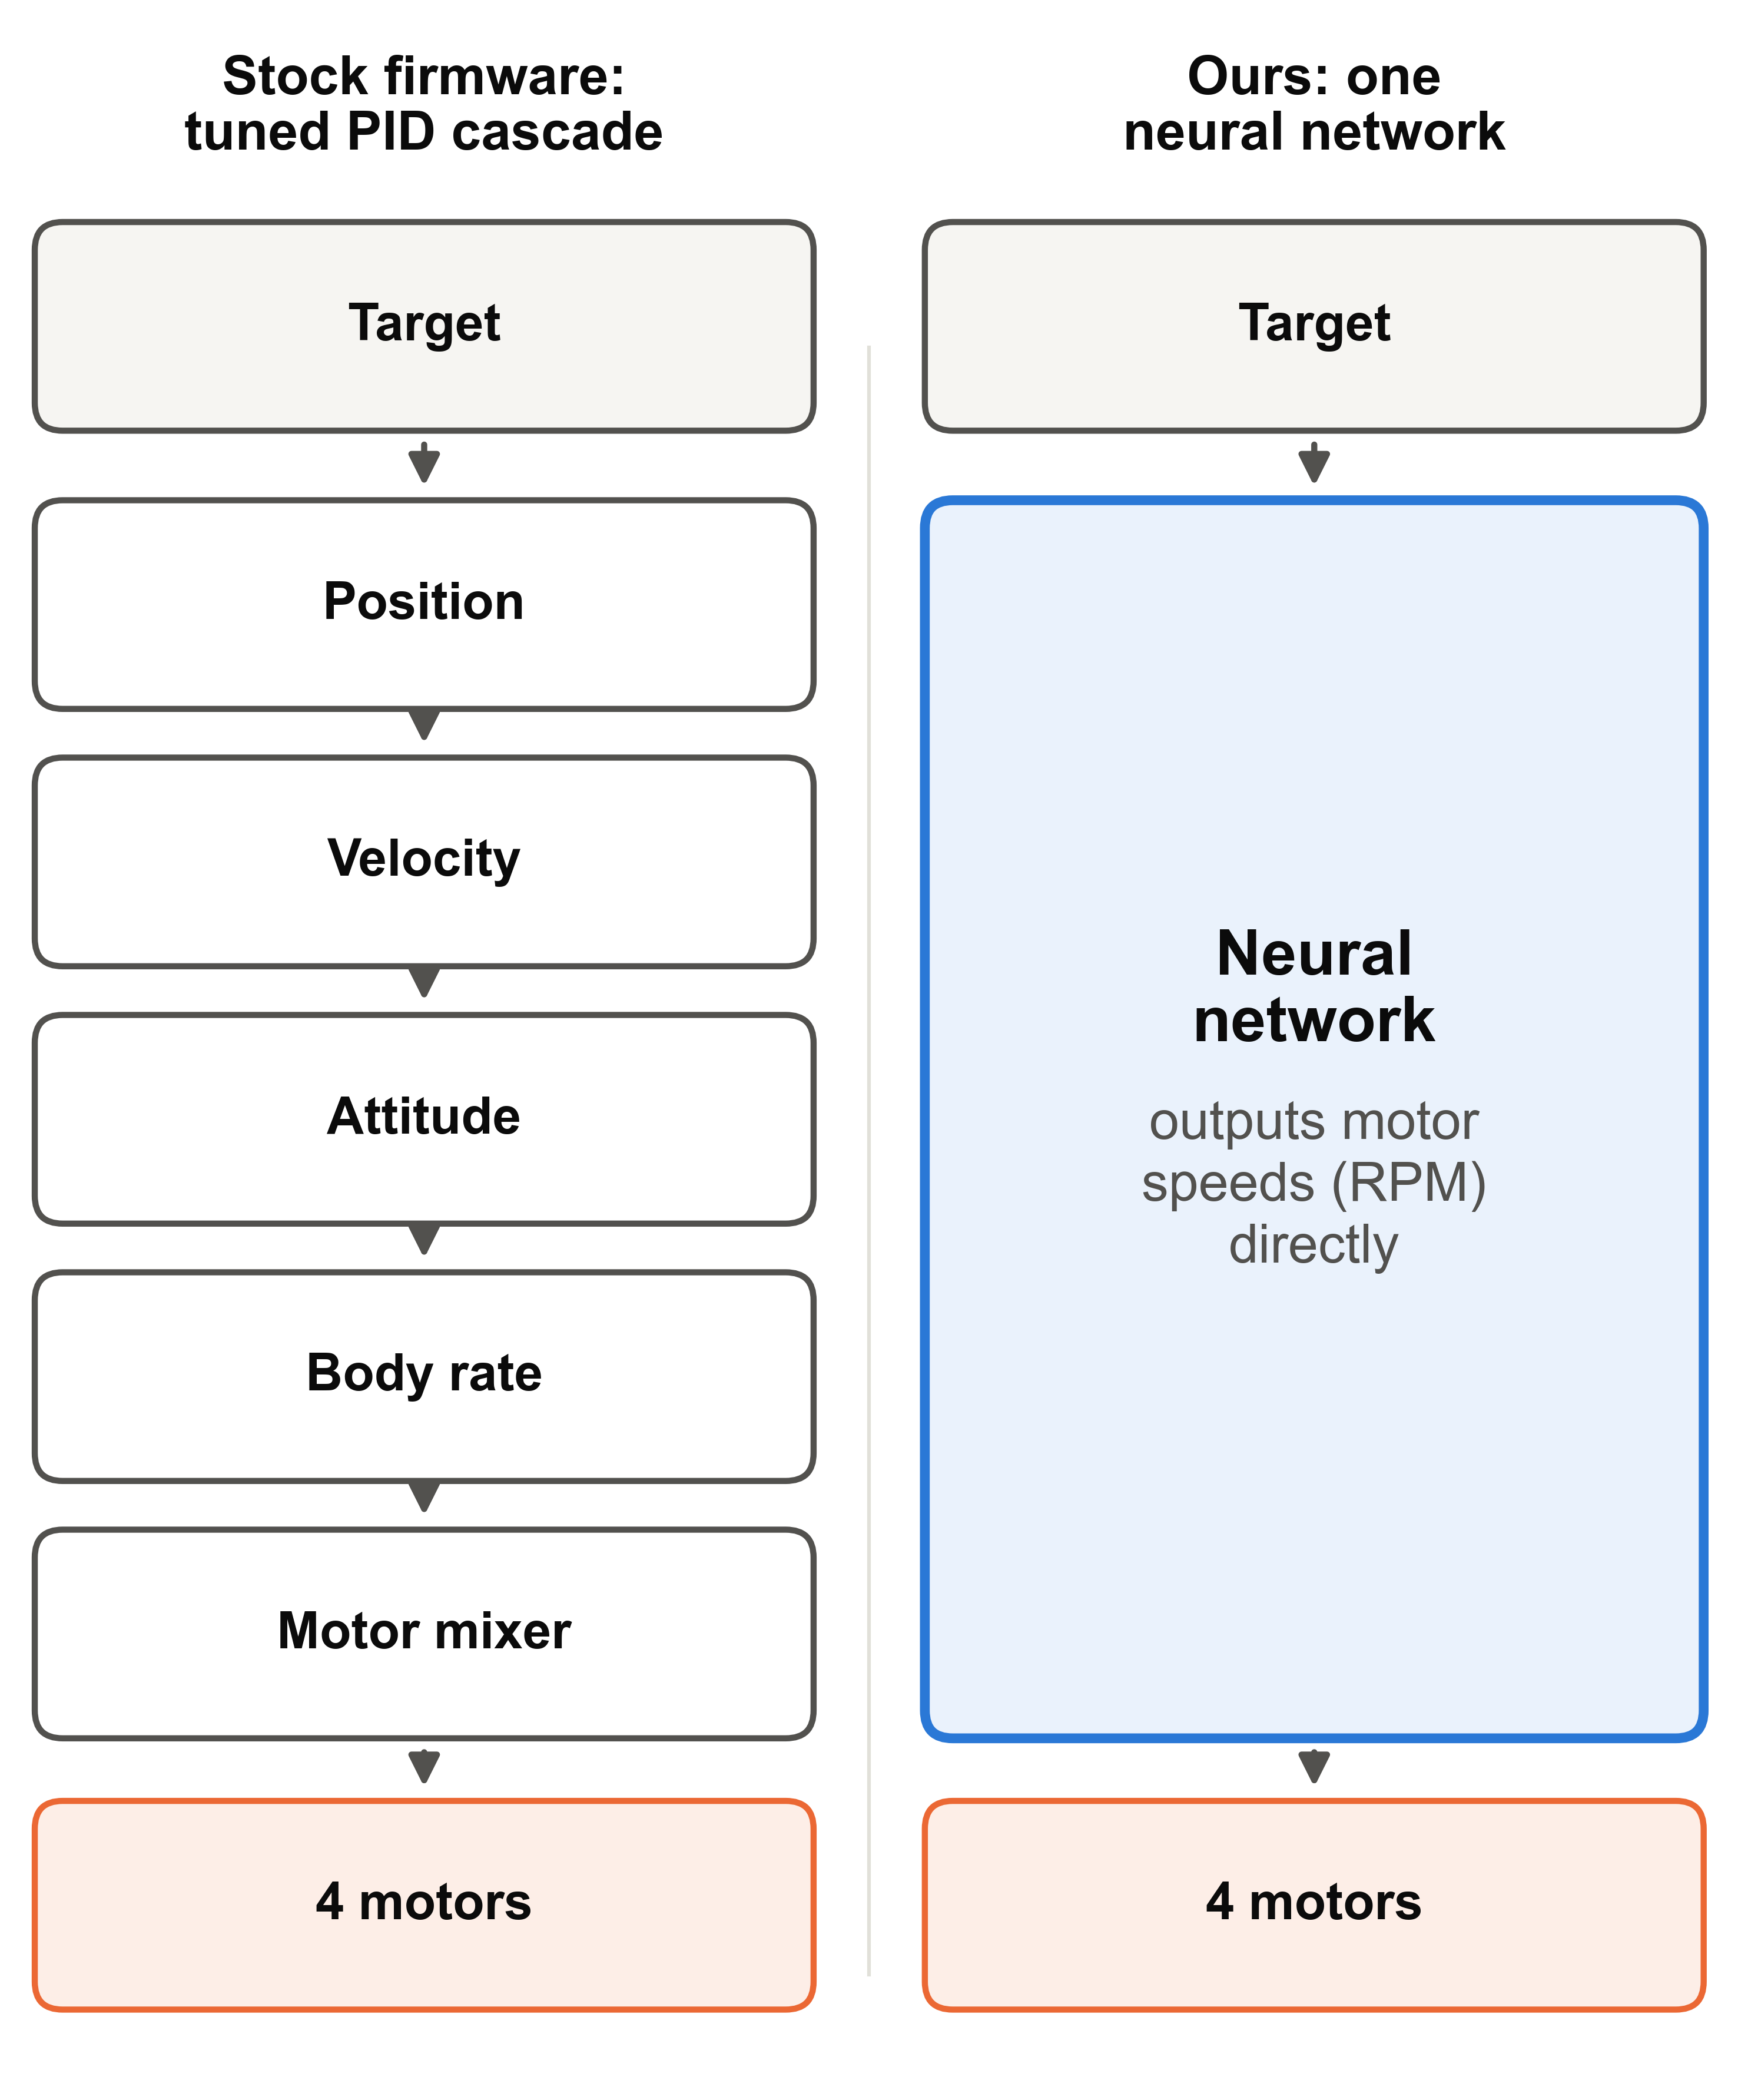 Stock firmware:
tuned PID cascade
Target
Position
Velocity
Attitude
Body rate
Motor mixer
4 motors
Ours: one
neural network
Target
Neural
network
outputs motor
speeds (RPM)
directly
4 motors